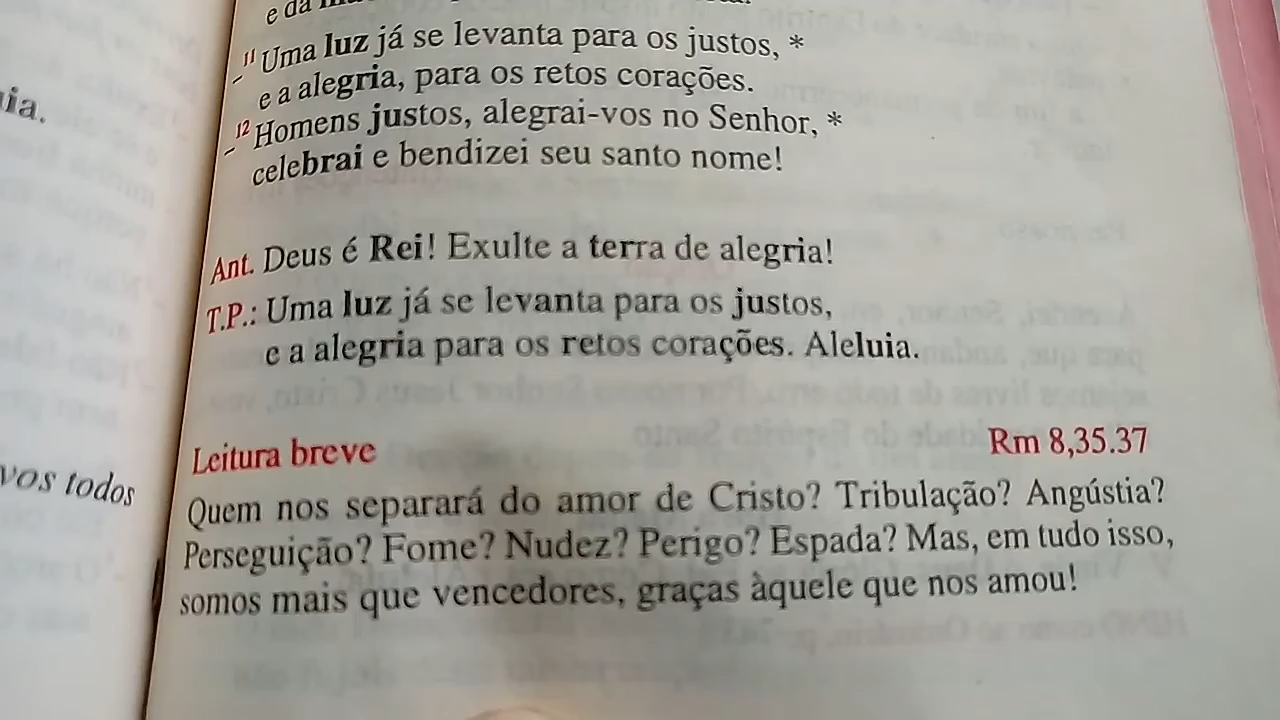 e da
¹¹ Uma luz já se levanta para os justos, *
e a alegria, para os retos corações.
¹² Homens justos, alegrai-vos no Senhor, *
celebrai e bendizei seu santo nome!
Ant. Deus é Rei! Exulte a terra de alegria!
T.P.: Uma luz já se levanta para os justos,
e a alegria para os retos corações. Aleluia.
Leitura breve Rm 8,35.37
Quem nos separará do amor de Cristo? Tribulação? Angústia?
Perseguição? Fome? Nudez? Perigo? Espada? Mas, em tudo isso,
somos mais que vencedores, graças àquele que nos amou!
vos todos